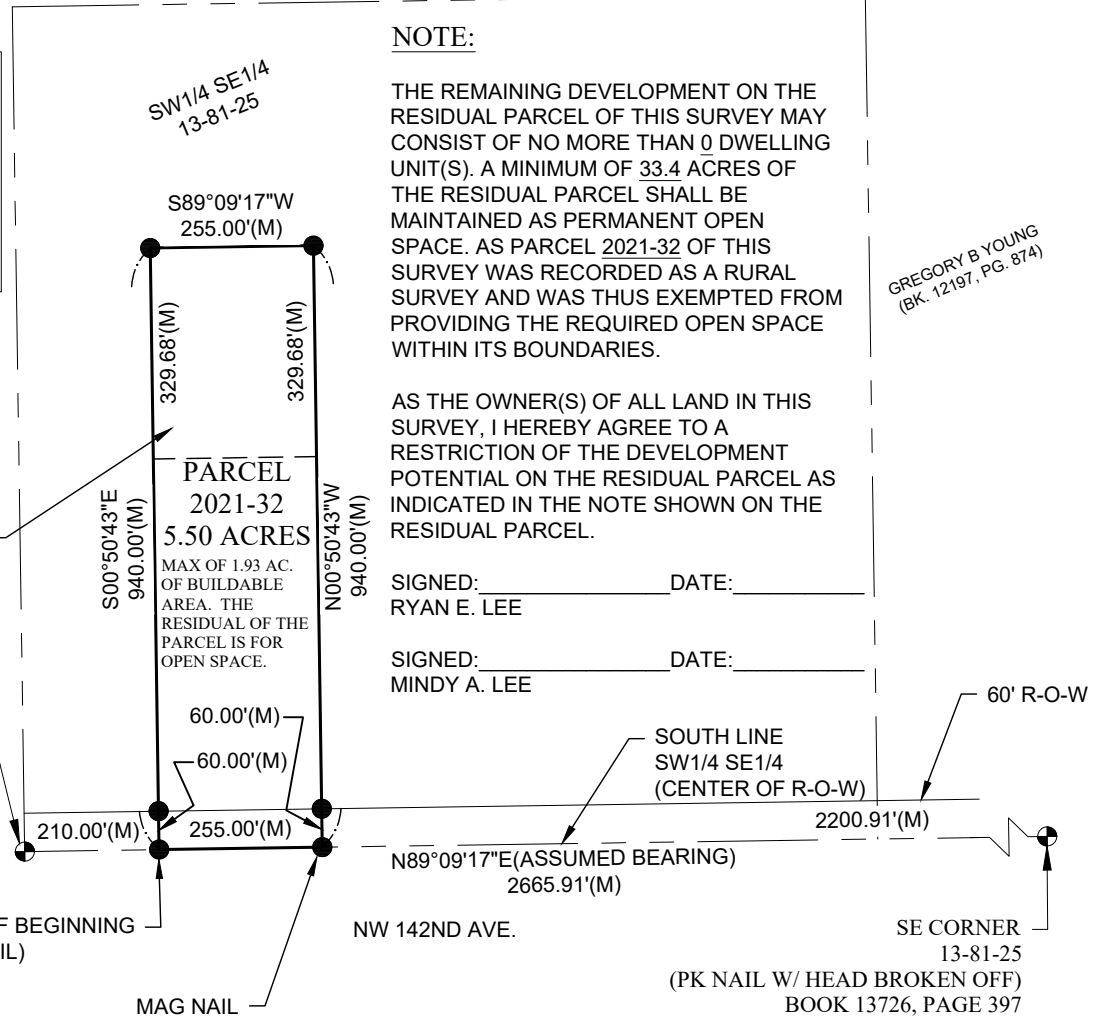 NOTE:
THE REMAINING DEVELOPMENT ON THE
RESIDUAL PARCEL OF THIS SURVEY MAY
CONSIST OF NO MORE THAN 0 DWELLING
UNIT(S). A MINIMUM OF 33.4 ACRES OF
THE RESIDUAL PARCEL SHALL BE
MAINTAINED AS PERMANENT OPEN
SPACE. AS PARCEL 2021-32 OF THIS
SURVEY WAS RECORDED AS A RURAL
SURVEY AND WAS THUS EXEMPTED FROM
PROVIDING THE REQUIRED OPEN SPACE
WITHIN ITS BOUNDARIES.
AS THE OWNER(S) OF ALL LAND IN THIS
SURVEY, I HEREBY AGREE TO A
RESTRICTION OF THE DEVELOPMENT
POTENTIAL ON THE RESIDUAL PARCEL AS
INDICATED IN THE NOTE SHOWN ON THE
RESIDUAL PARCEL.
SIGNED:____________________DATE:______________
RYAN E. LEE
SIGNED:____________________DATE:______________
MINDY A. LEE
SW1/4 SE1/4
13-81-25
S89°09'17"W
255.00'(M)
329.68'(M)
329.68'(M)
GREGORY B YOUNG
(BK. 12197, PG. 874)
PARCEL
2021-32
5.50 ACRES
MAX OF 1.93 AC.
OF BUILDABLE
AREA. THE
RESIDUAL OF THE
PARCEL IS FOR
OPEN SPACE.
S00°50'43"E
940.00'(M)
N00°50'43"W
940.00'(M)
60.00'(M)
60.00'(M)
60' R-O-W
SOUTH LINE
SW1/4 SE1/4
(CENTER OF R-O-W)
210.00'(M)
255.00'(M)
2200.91'(M)
N89°09'17"E(ASSUMED BEARING)
2665.91'(M)
F BEGINNING
IL)
NW 142ND AVE.
MAG NAIL
SE CORNER
13-81-25
(PK NAIL W/ HEAD BROKEN OFF)
BOOK 13726, PAGE 397